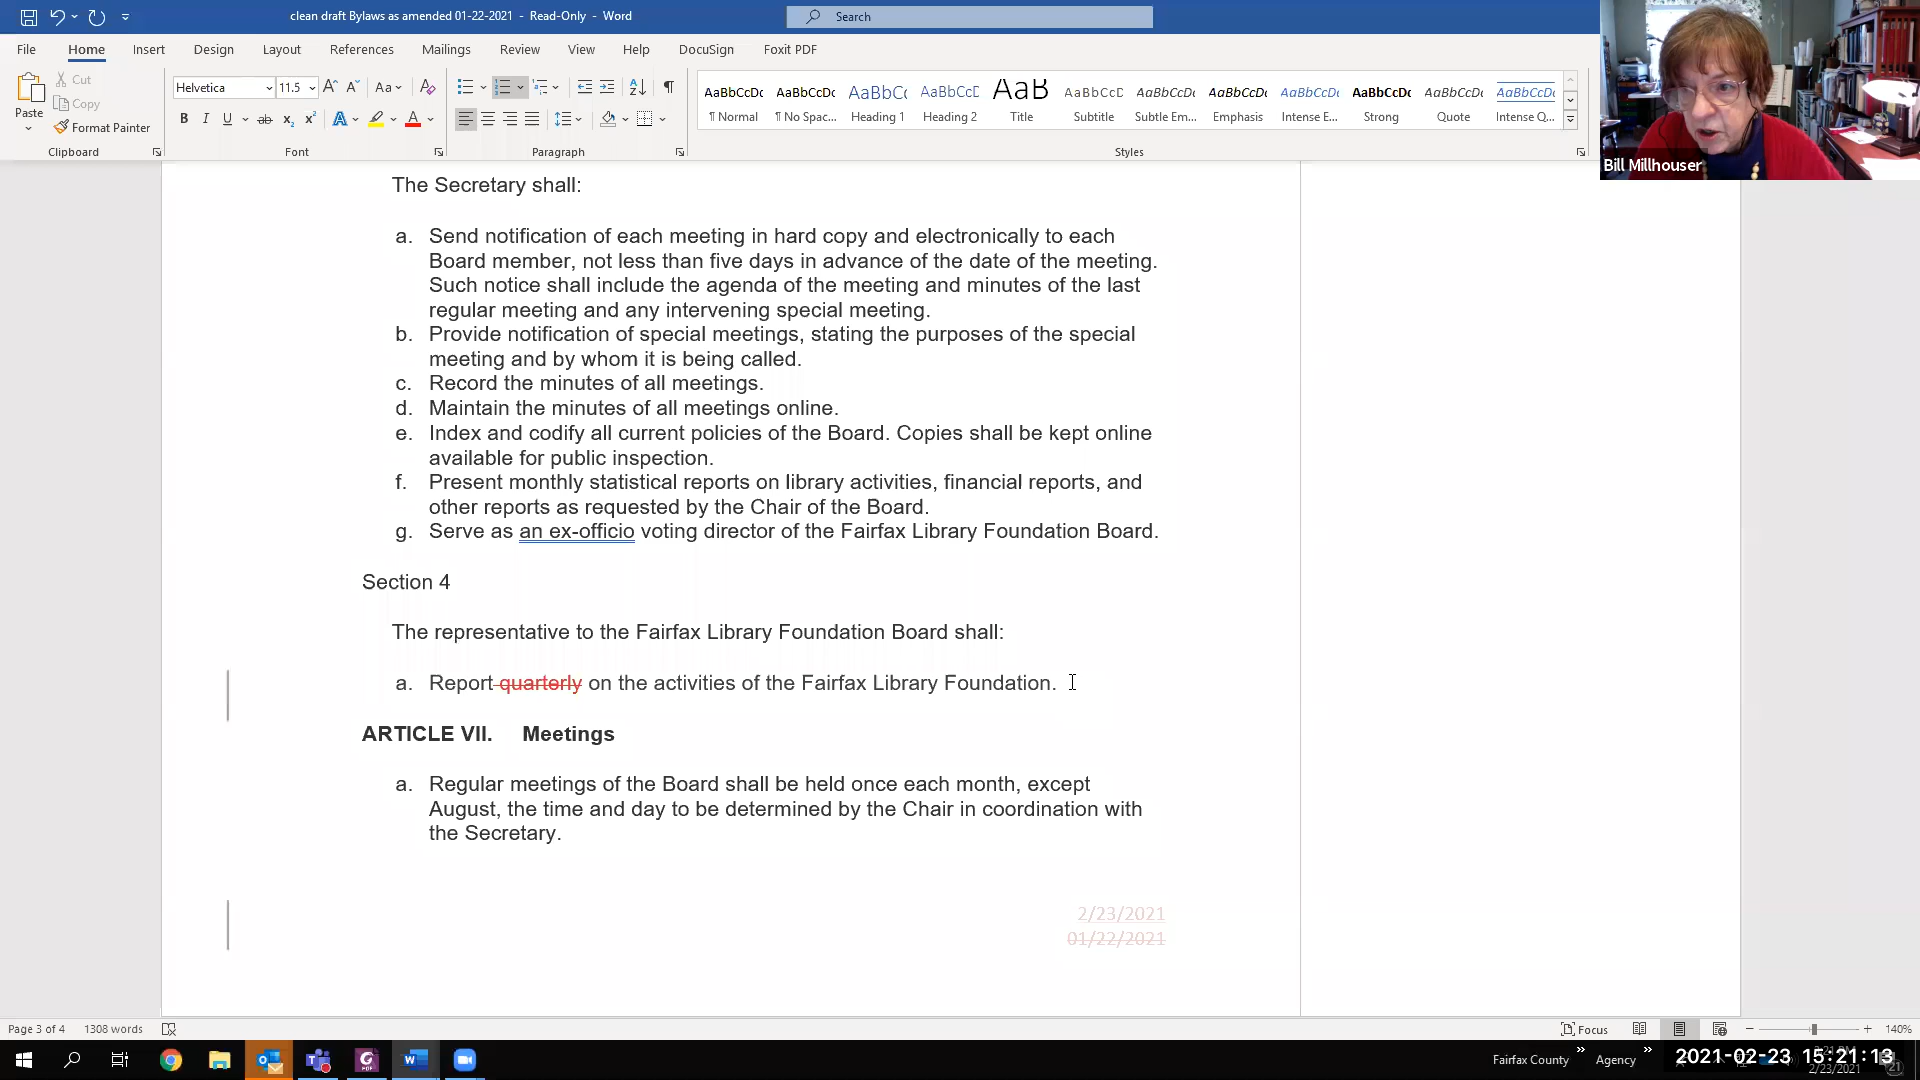 clean draft Bylaws as amended 01-22-2021 - Read-Only - Word
Search
File Home Insert Design Layout References Mailings Review View Help DocuSign Foxit PDF
Paste
Cut
Copy
Format Painter
Clipboard
Helvetica 11.5
Font
Paragraph
AaBbCcDc AaBbCcDc AaBbCc AaBbCcD AaB AaBbCcD AaBbCcDc AaBbCcDc AaBbCcDc AaBbCcDc AaBbCcDc AaBbCcDc
¶ Normal ¶ No Spac... Heading 1 Heading 2 Title Subtitle Subtle Em... Emphasis Intense E... Strong Quote Intense Q...
Styles
Bill Millhouser
The Secretary shall:
a. Send notification of each meeting in hard copy and electronically to each
Board member, not less than five days in advance of the date of the meeting.
Such notice shall include the agenda of the meeting and minutes of the last
regular meeting and any intervening special meeting.
b. Provide notification of special meetings, stating the purposes of the special
meeting and by whom it is being called.
c. Record the minutes of all meetings.
d. Maintain the minutes of all meetings online.
e. Index and codify all current policies of the Board. Copies shall be kept online
available for public inspection.
f. Present monthly statistical reports on library activities, financial reports, and
other reports as requested by the Chair of the Board.
g. Serve as an ex-officio voting director of the Fairfax Library Foundation Board.
Section 4
The representative to the Fairfax Library Foundation Board shall:
a. Report quarterly on the activities of the Fairfax Library Foundation.
ARTICLE VII. Meetings
a. Regular meetings of the Board shall be held once each month, except
August, the time and day to be determined by the Chair in coordination with
the Secretary.
2/23/2021
01/22/2021
Page 3 of 4 1308 words
Focus
140%
Fairfax County » Agency »
2021-02-23 15:21:13
2/23/2021